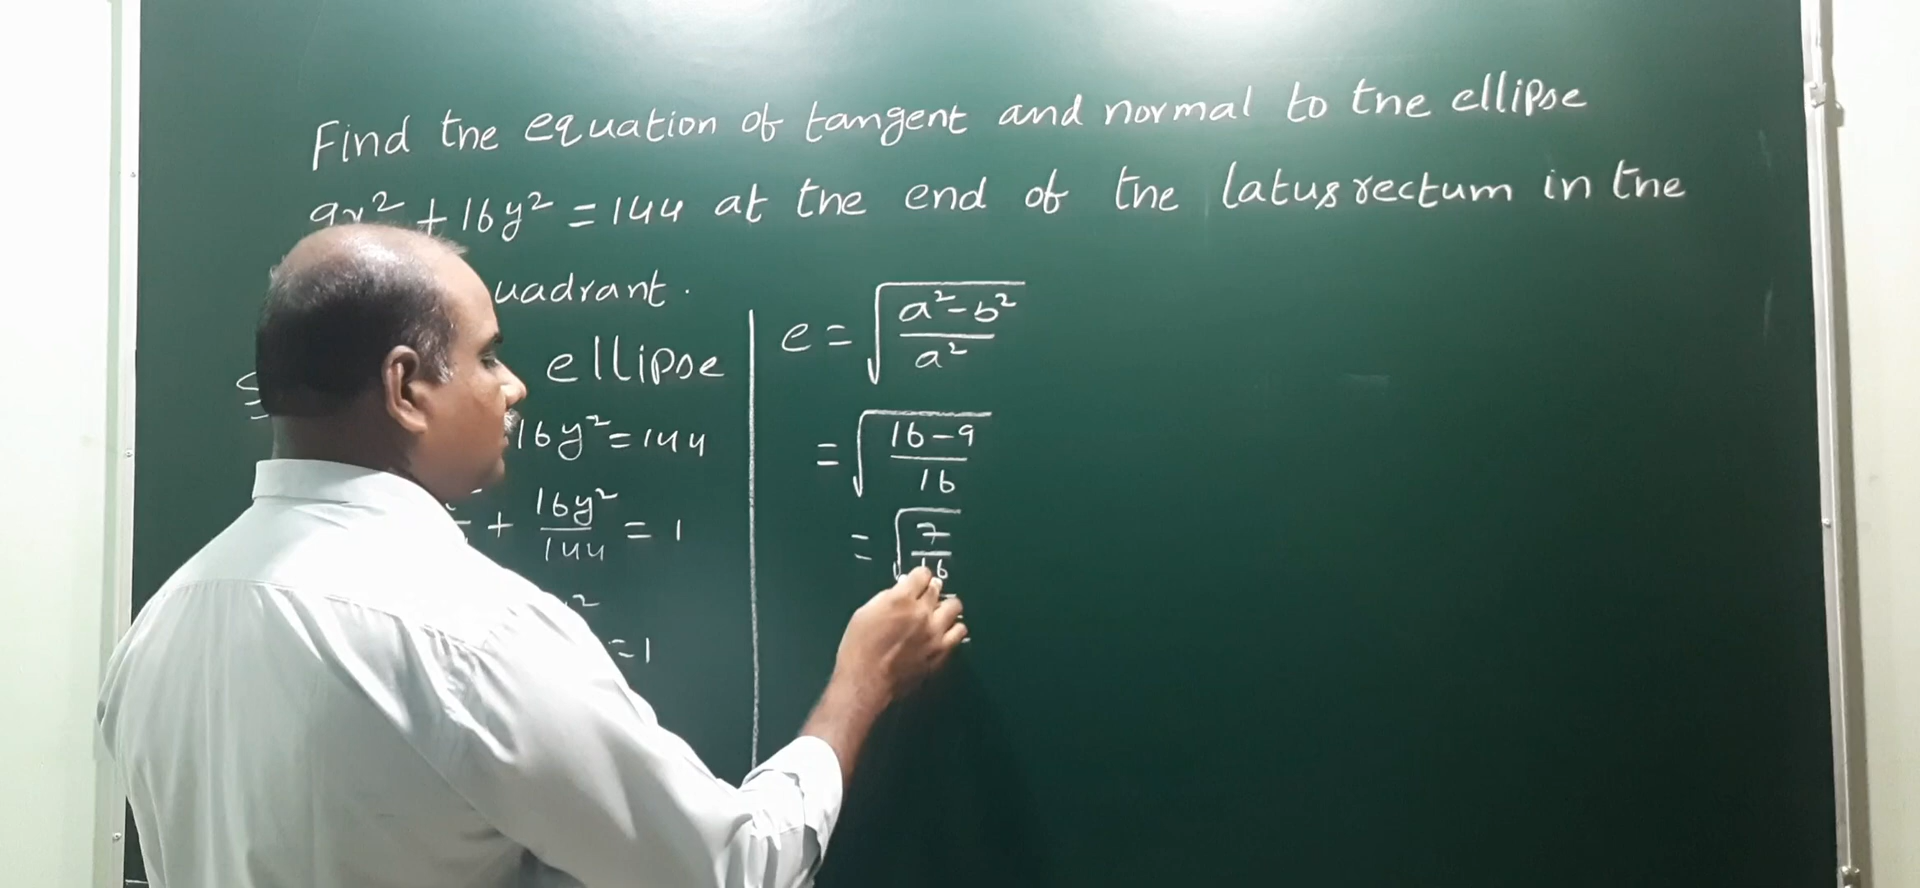 Find the equation of tangent and normal to the ellipse
9x² + 16y² = 144 at the end of the latus rectum in the
uadrant.
ellipse
16y² = 144
+ 16y²/144 = 1
= 1
e = √((a² - b²)/a²)
= √((16 - 9)/16)
= √(7/16)